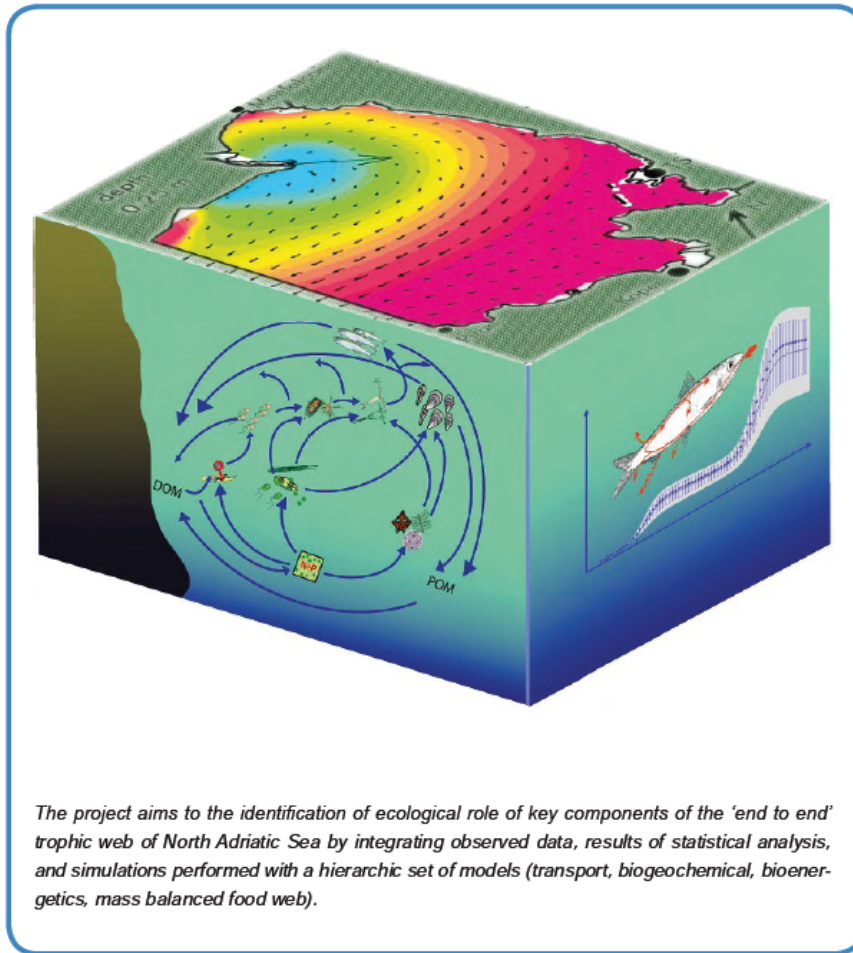 depth
N
DOM
N P
POM
The project aims to the identification of ecological role of key components of the ‘end to end’
trophic web of North Adriatic Sea by integrating observed data, results of statistical analysis,
and simulations performed with a hierarchic set of models (transport, biogeochemical, bioener-
getics, mass balanced food web).